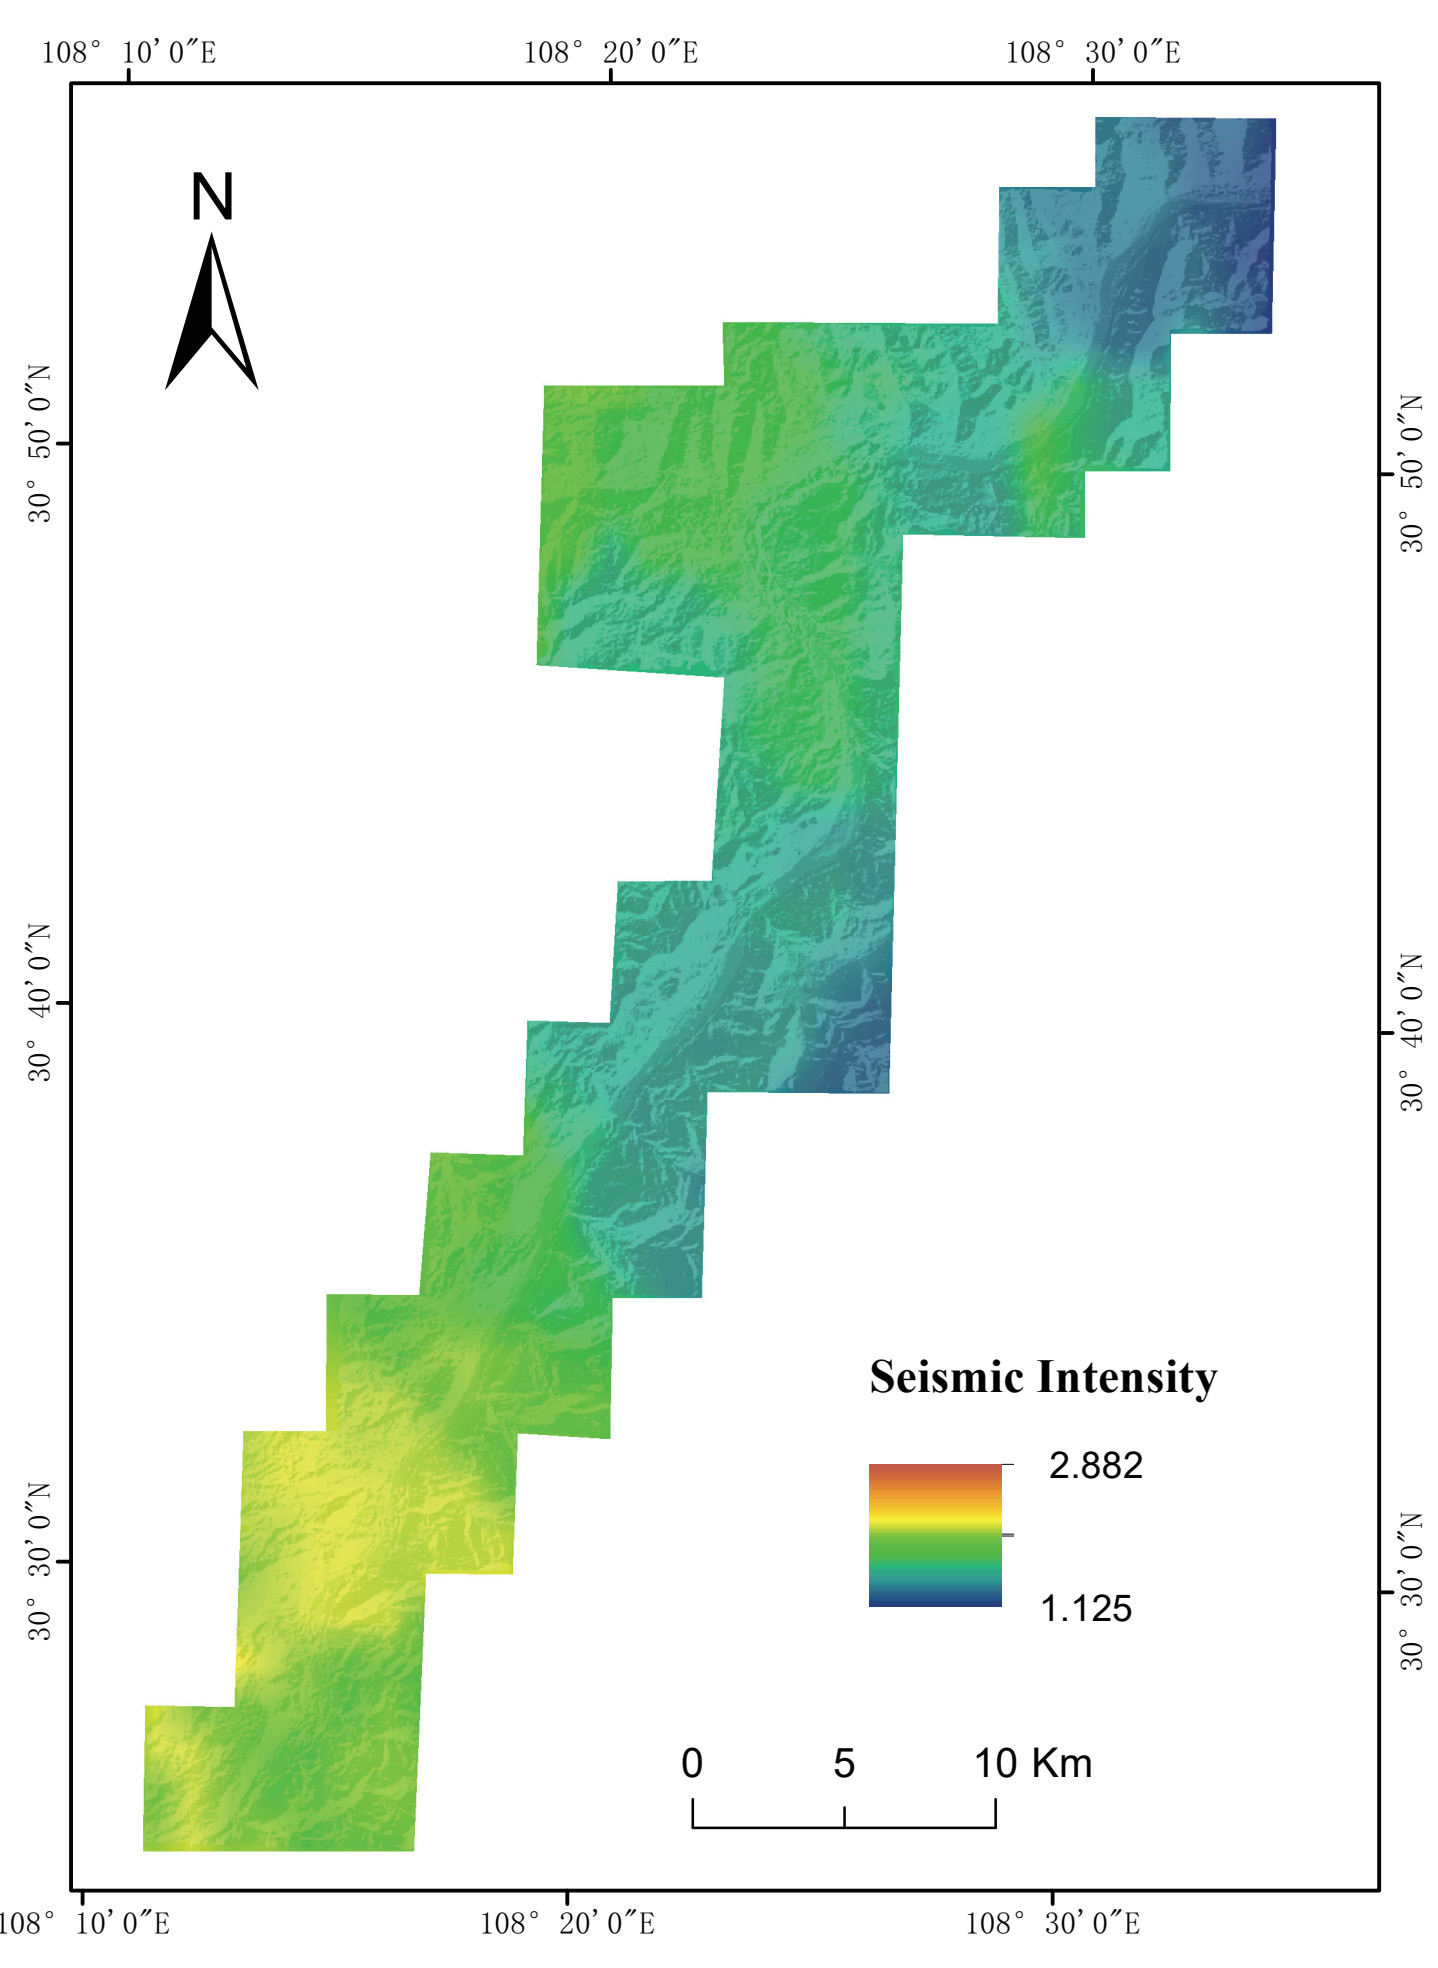 108° 10′ 0″E 108° 20′ 0″E 108° 30′ 0″E
N
30° 50′ 0″N
30° 50′ 0″N
30° 40′ 0″N
30° 40′ 0″N
Seismic Intensity
2.882
1.125
30° 30′ 0″N
30° 30′ 0″N
0 5 10 Km
108° 10′ 0″E 108° 20′ 0″E 108° 30′ 0″E